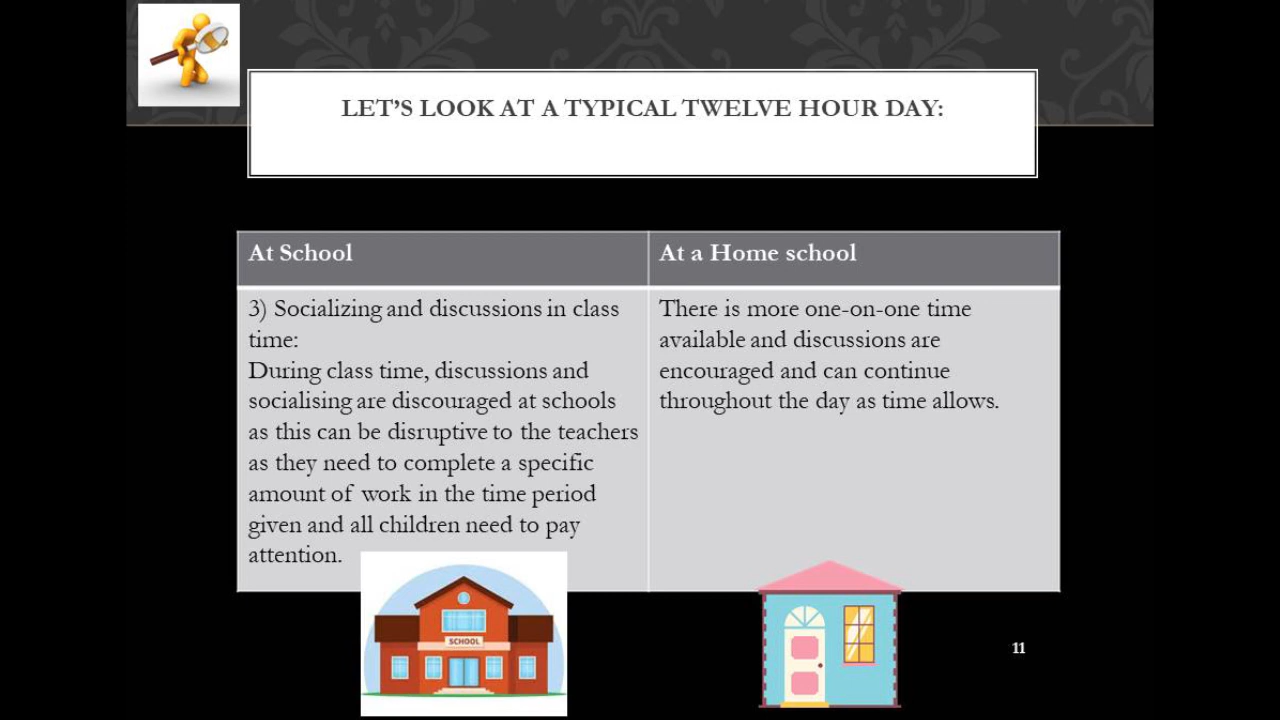 LET'S LOOK AT A TYPICAL TWELVE HOUR DAY:
At School
At a Home school
3) Socializing and discussions in class
time:
During class time, discussions and
socialising are discouraged at schools
as this can be disruptive to the teachers
as they need to complete a specific
amount of work in the time period
given and all children need to pay
attention.
There is more one-on-one time
available and discussions are
encouraged and can continue
throughout the day as time allows.
SCHOOL
11